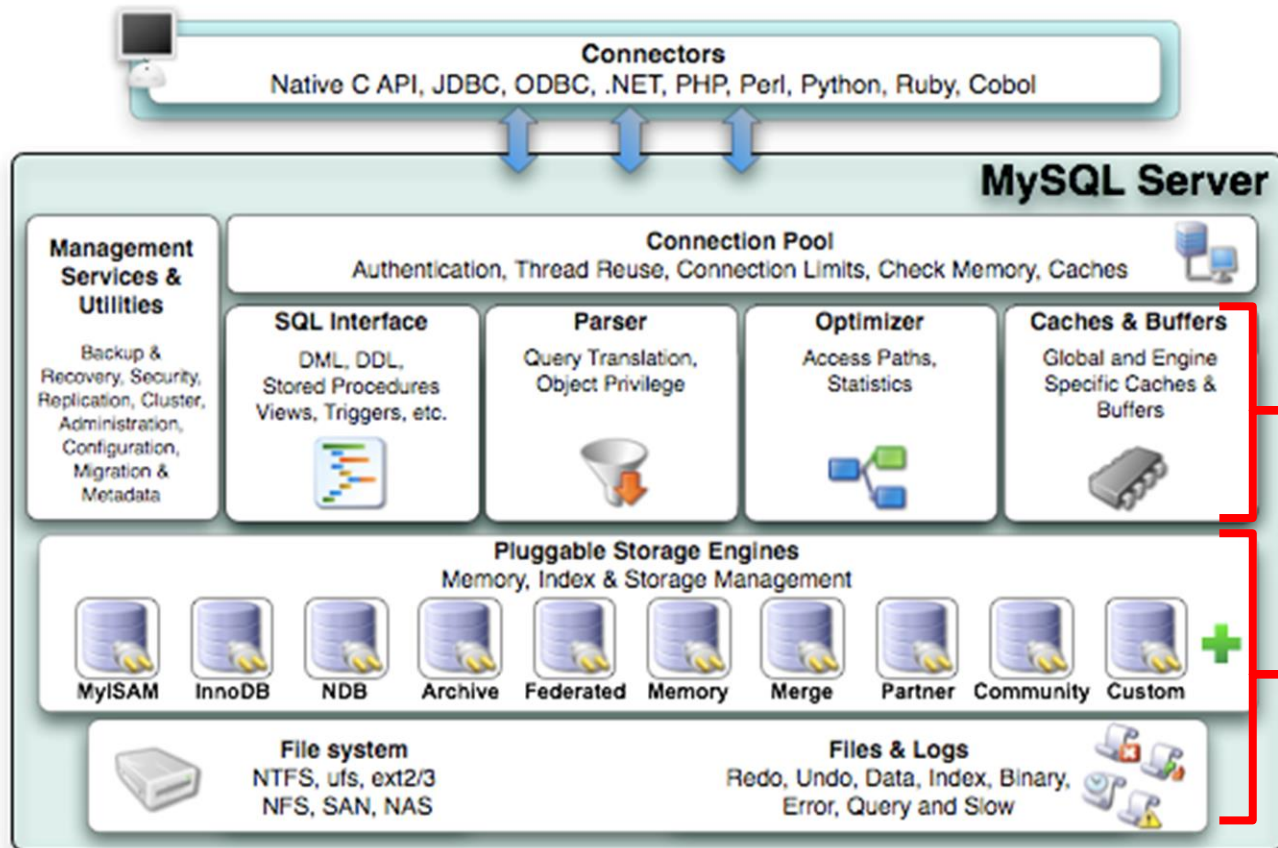 Connectors
Native C API, JDBC, ODBC, .NET, PHP, Perl, Python, Ruby, Cobol
MySQL Server
Management
Services &
Utilities
Backup &
Recovery, Security,
Replication, Cluster,
Administration,
Configuration,
Migration &
Metadata
Connection Pool
Authentication, Thread Reuse, Connection Limits, Check Memory, Caches
SQL Interface
DML, DDL,
Stored Procedures
Views, Triggers, etc.
Parser
Query Translation,
Object Privilege
Optimizer
Access Paths,
Statistics
Caches & Buffers
Global and Engine
Specific Caches &
Buffers
Pluggable Storage Engines
Memory, Index & Storage Management
MyISAM
InnoDB
NDB
Archive
Federated
Memory
Merge
Partner
Community
Custom
File system
NTFS, ufs, ext2/3
NFS, SAN, NAS
Files & Logs
Redo, Undo, Data, Index, Binary,
Error, Query and Slow